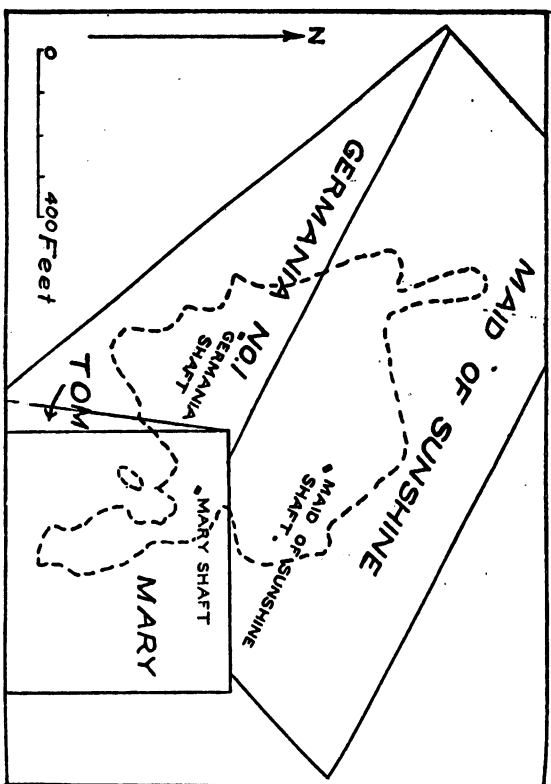 N
0 400 Feet
GERMANIA
NO.1
GERMANIA
SHAFT
TOM
MAID OF SUNSHINE
MAID OF SUNSHINE
SHAFT.
MARY SHAFT
MARY